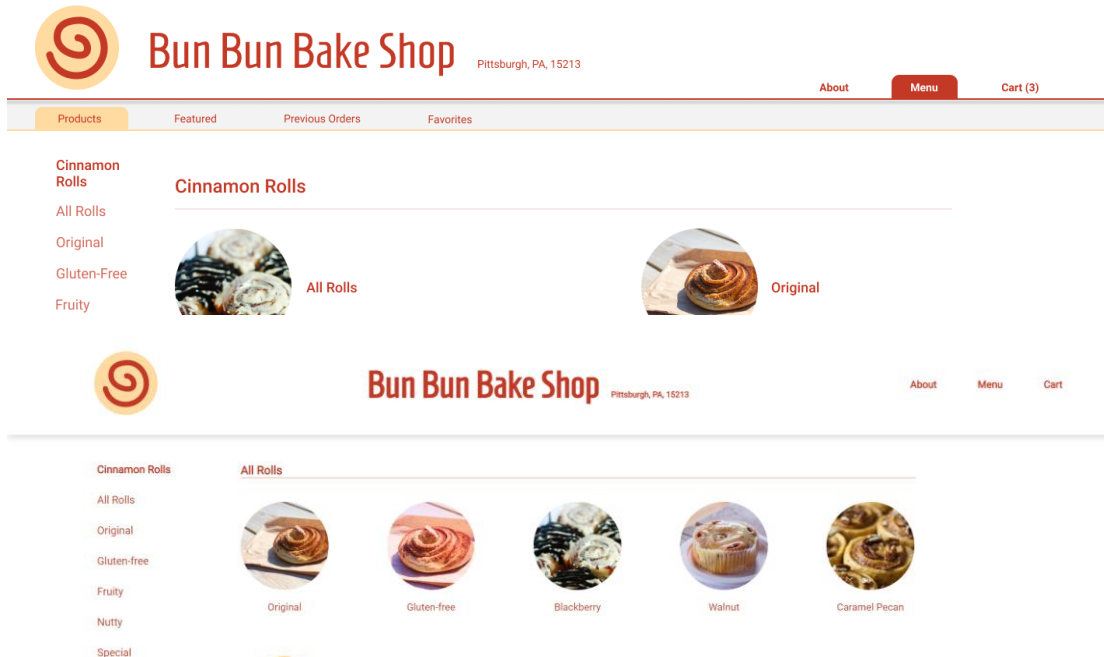 Bun Bun Bake Shop Pittsburgh, PA, 15213
About Menu Cart (3)
Products Featured Previous Orders Favorites
Cinnamon
Rolls
All Rolls
Original
Gluten-Free
Fruity
Cinnamon Rolls
All Rolls Original
Bun Bun Bake Shop Pittsburgh, PA, 15213
About Menu Cart
Cinnamon Rolls
All Rolls
Original
Gluten-free
Fruity
Nutty
Special
All Rolls
Original Gluten-free Blackberry Walnut Caramel Pecan